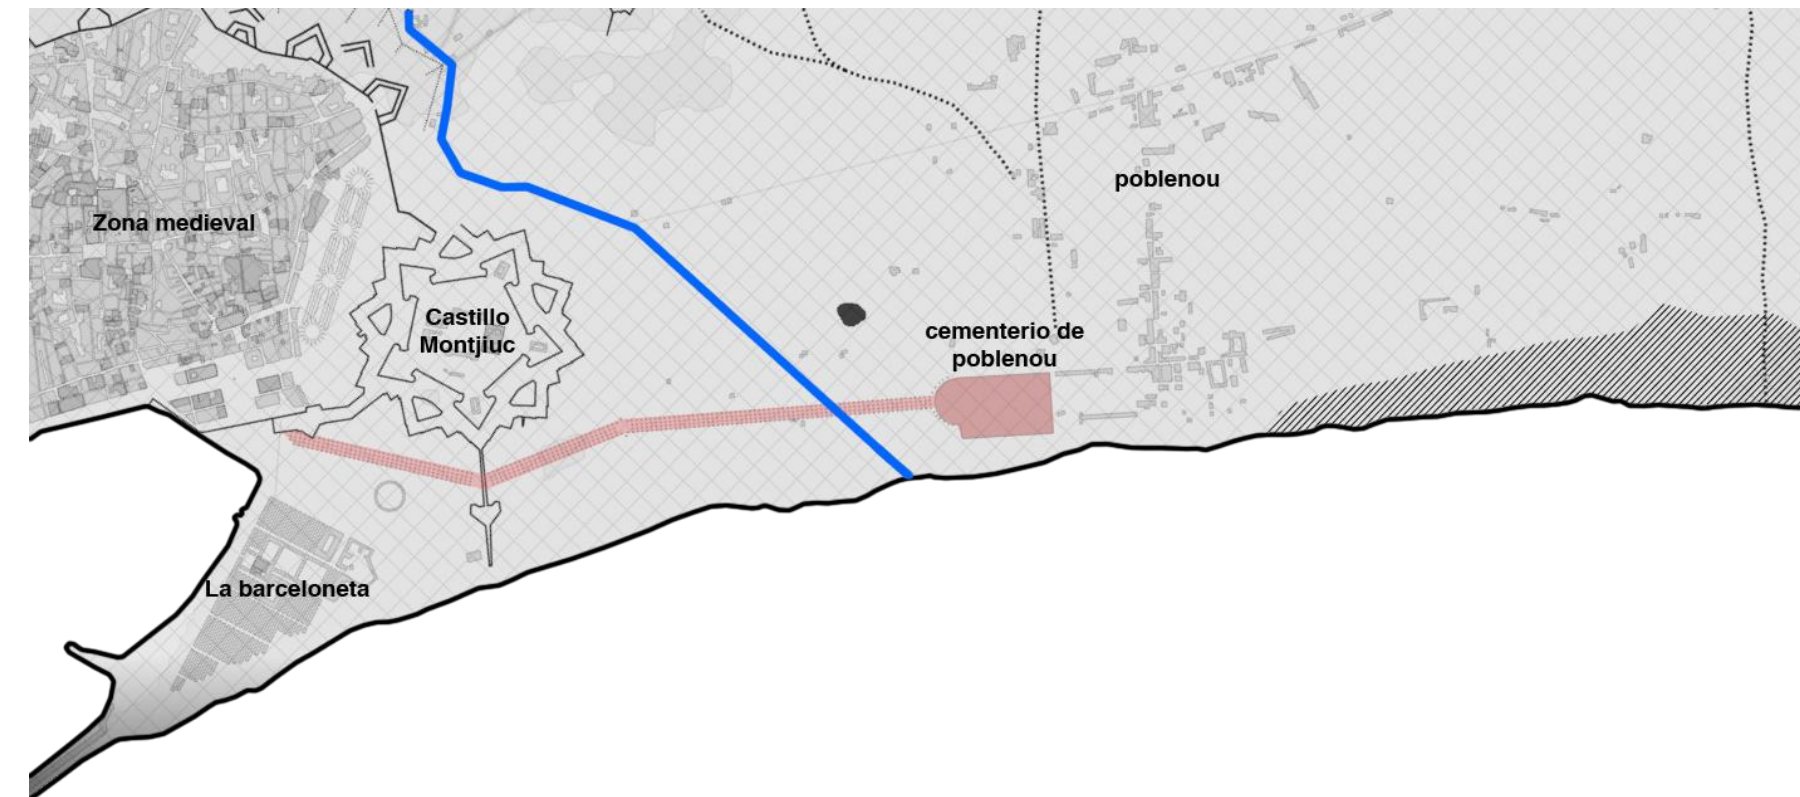 poblenou
Zona medieval
Castillo
Montjiuc
cementerio de
poblenou
La barceloneta